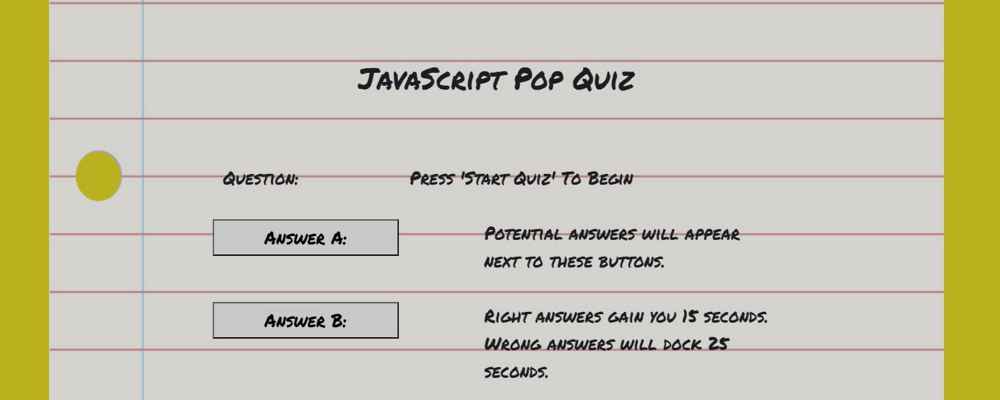 JavaScript Pop Quiz
Question: Press 'Start Quiz' To Begin
Answer A: Potential answers will appear
next to these buttons.
Answer B: Right answers gain you 15 seconds.
Wrong answers will dock 25
seconds.